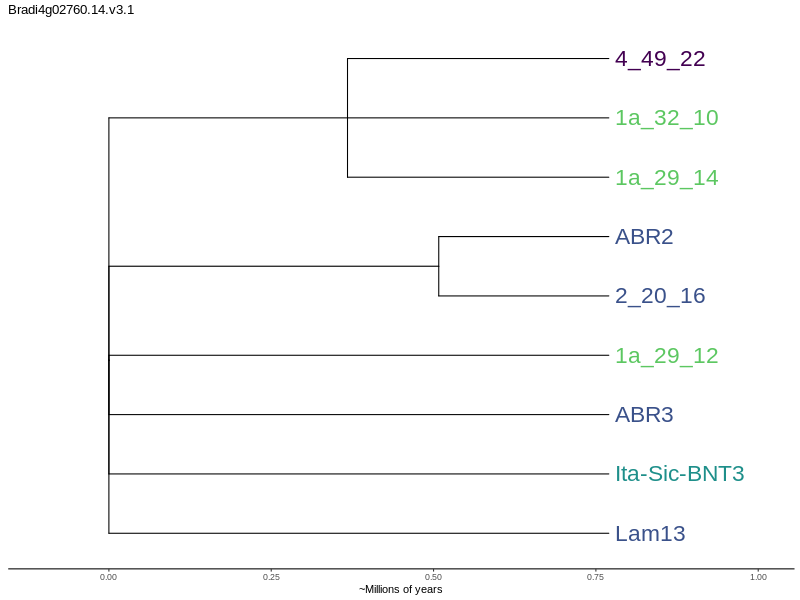 Bradi4g02760.14.v3.1
4_49_22
1a_32_10
1a_29_14
ABR2
2_20_16
1a_29_12
ABR3
Ita-Sic-BNT3
Lam13
0.00 0.25 0.50 0.75 1.00
~Millions of years